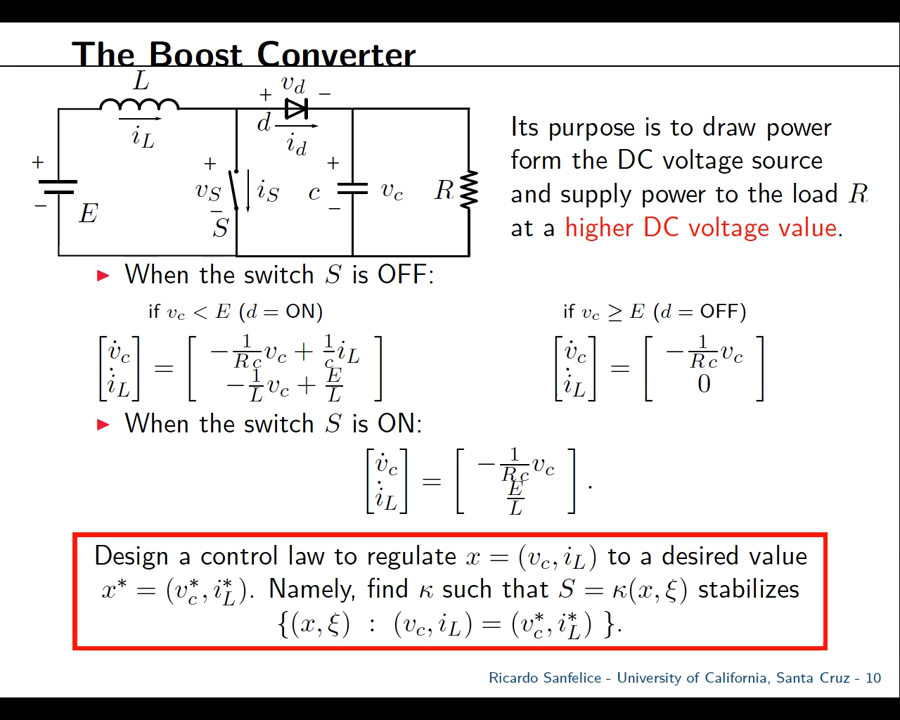 The Boost Converter
L
+ v_d −
i_L
d
i_d
+
−
E
+
v_S
−
S
i_S
+
c
−
v_c
R
Its purpose is to draw power
form the DC voltage source
and supply power to the load R
at a higher DC voltage value.
▶ When the switch S is OFF:
if v_c < E (d = ON)
[v̇_c; i̇_L] = [−1/(Rc) v_c + 1/c i_L; −1/L v_c + E/L]
if v_c ≥ E (d = OFF)
[v̇_c; i̇_L] = [−1/(Rc) v_c; 0]
▶ When the switch S is ON:
[v̇_c; i̇_L] = [−1/(Rc) v_c; E/L].
Design a control law to regulate x = (v_c, i_L) to a desired value
x* = (v_c*, i_L*). Namely, find κ such that S = κ(x, ξ) stabilizes
{(x, ξ) : (v_c, i_L) = (v_c*, i_L*) }.
Ricardo Sanfelice - University of California, Santa Cruz - 10